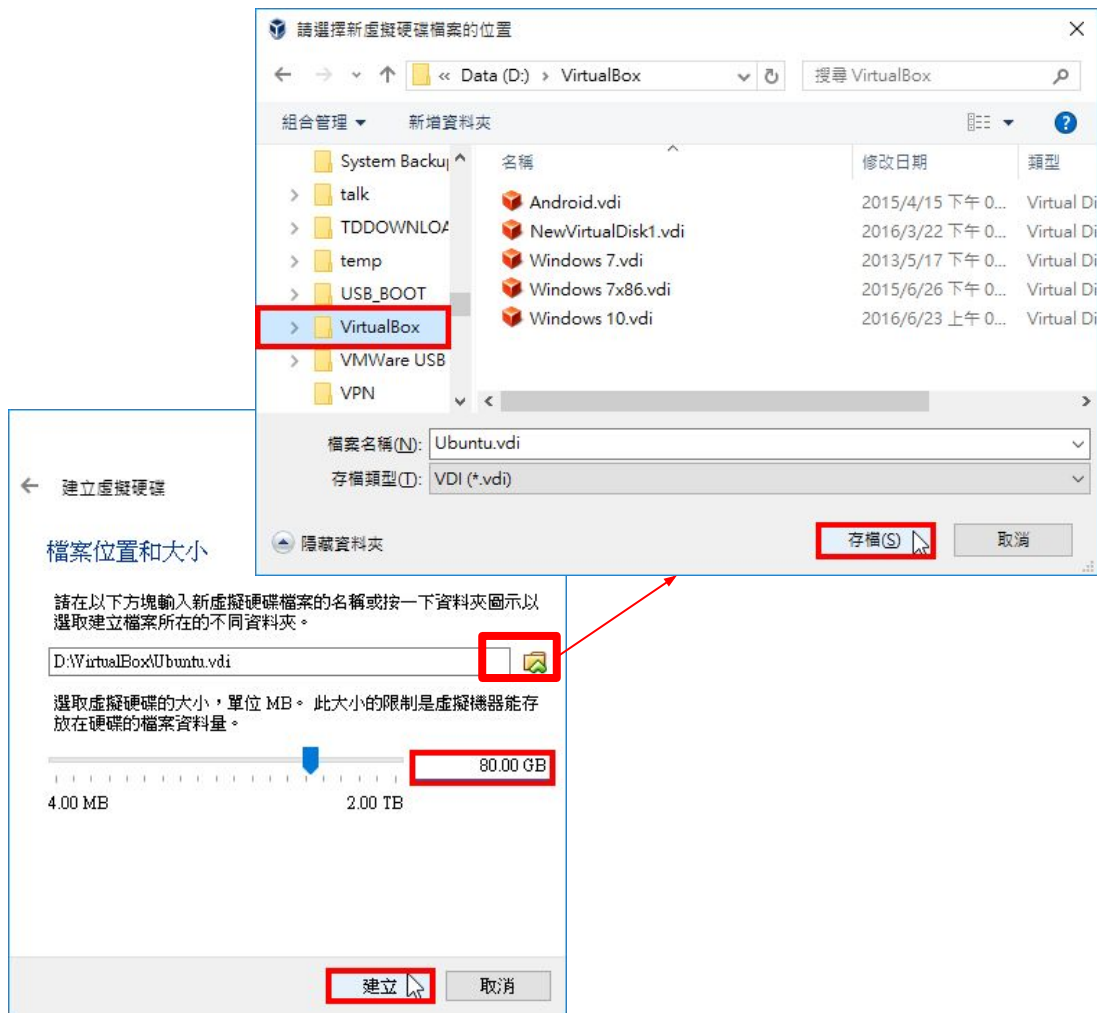 請選擇新虛擬硬碟檔案的位置
« Data (D:) › VirtualBox
搜尋 VirtualBox
組合管理 新增資料夾
名稱 修改日期 類型
System Backu
talk
TDDOWNLOA
temp
USB_BOOT
VirtualBox
VMWare USB
VPN
Android.vdi 2015/4/15 下午 0... Virtual Di
NewVirtualDisk1.vdi 2016/3/22 下午 0... Virtual Di
Windows 7.vdi 2013/5/17 下午 0... Virtual Di
Windows 7x86.vdi 2015/6/26 下午 0... Virtual Di
Windows 10.vdi 2016/6/23 上午 0... Virtual Di
檔案名稱(N): Ubuntu.vdi
存檔類型(T): VDI (*.vdi)
隱藏資料夾
存檔(S) 取消
建立虛擬硬碟
檔案位置和大小
請在以下方塊輸入新虛擬硬碟檔案的名稱或按一下資料夾圖示以
選取建立檔案所在的不同資料夾。
D:\VirtualBox\Ubuntu.vdi
選取虛擬硬碟的大小，單位 MB。 此大小的限制是虛擬機器能存
放在硬碟的檔案資料量。
80.00 GB
4.00 MB 2.00 TB
建立 取消